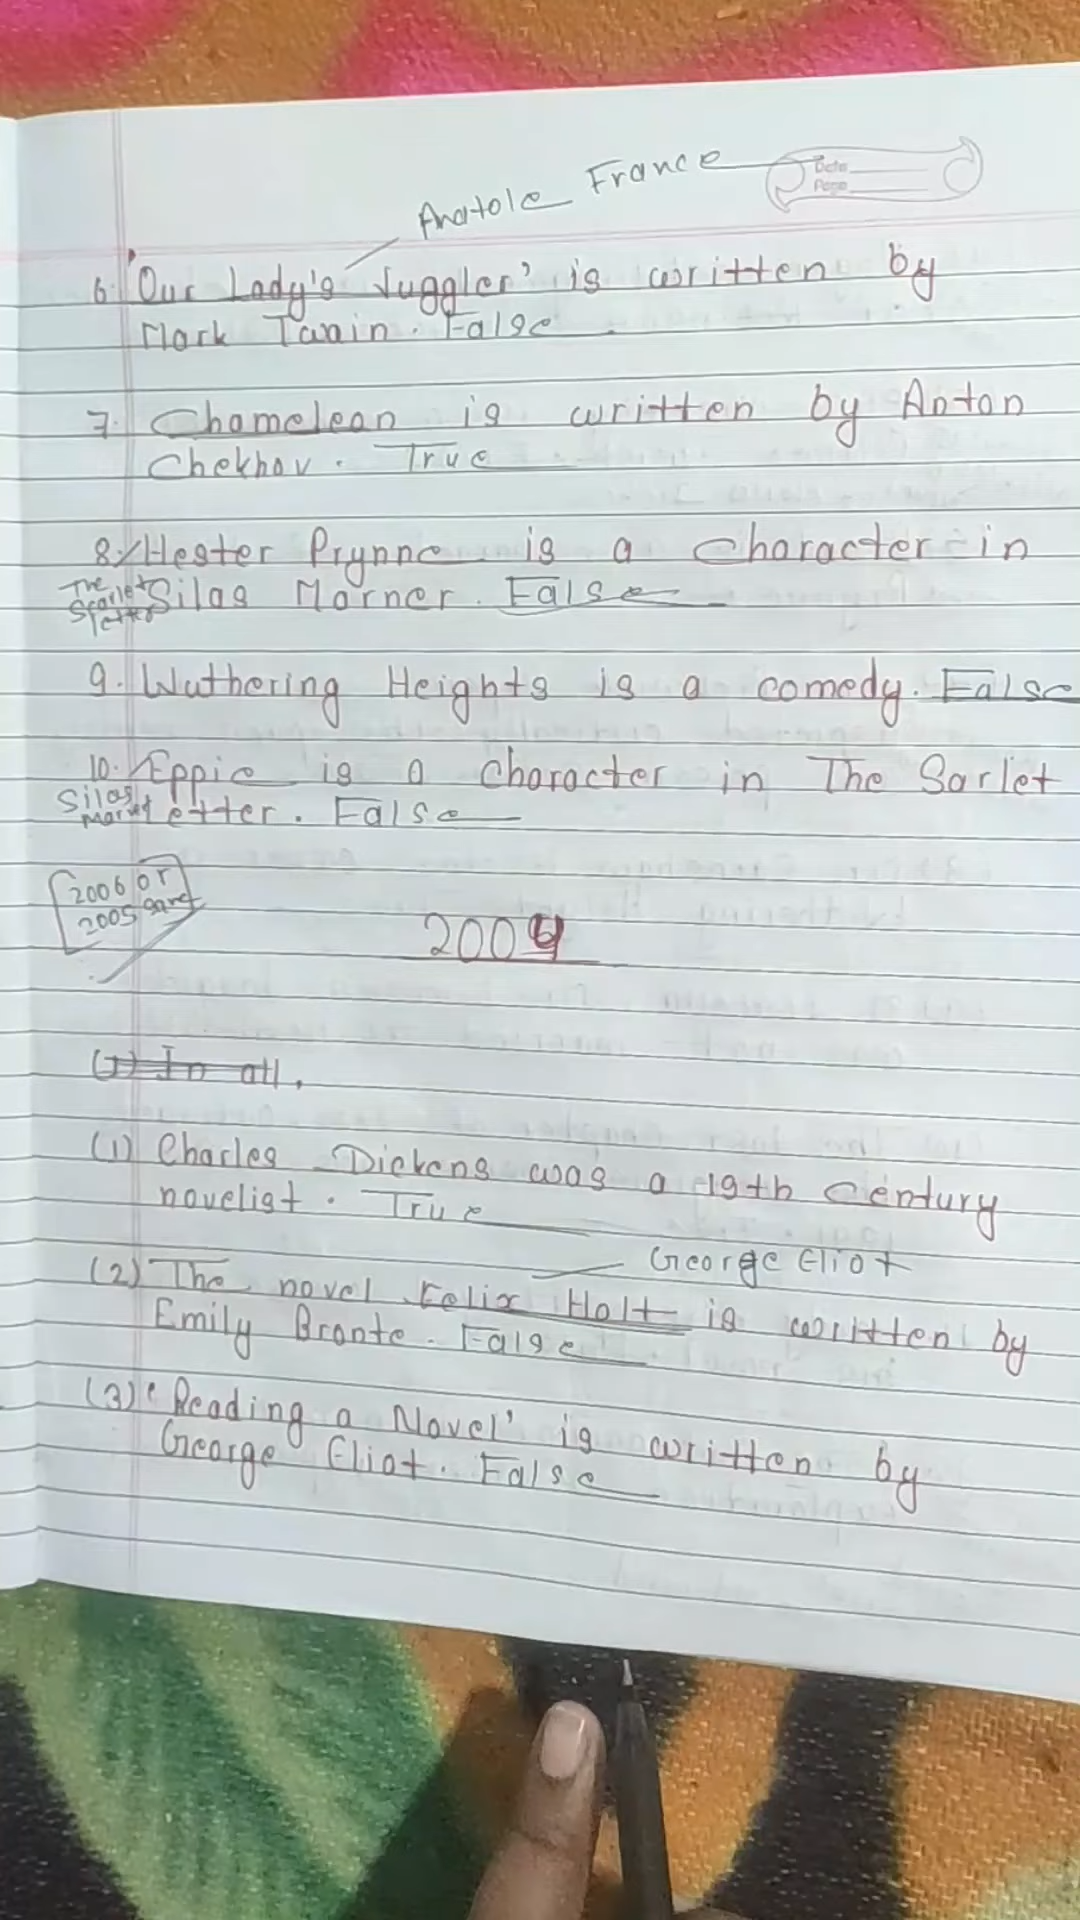 Anatole France
Date
Page
6. 'Our Lady's Juggler' is written by
Mark Twain. False
7. Chamelean is written by Anton
Chekhov. True
8. Hester Prynne is a character in
The Scarlet letter Silas Marner. False
9. Wuthering Heights is a comedy. False
10. Eppie is a character in The Sarlet
Silas Letter. False
2006 or
2005
2004
(1) In all,
(1) Charles Dickens was a 19th Century
novelist. True
George Eliot
(2) The novel Felix Holt is written by
Emily Bronte. False
(3) 'Reading a Novel' is written by
George Eliot. False